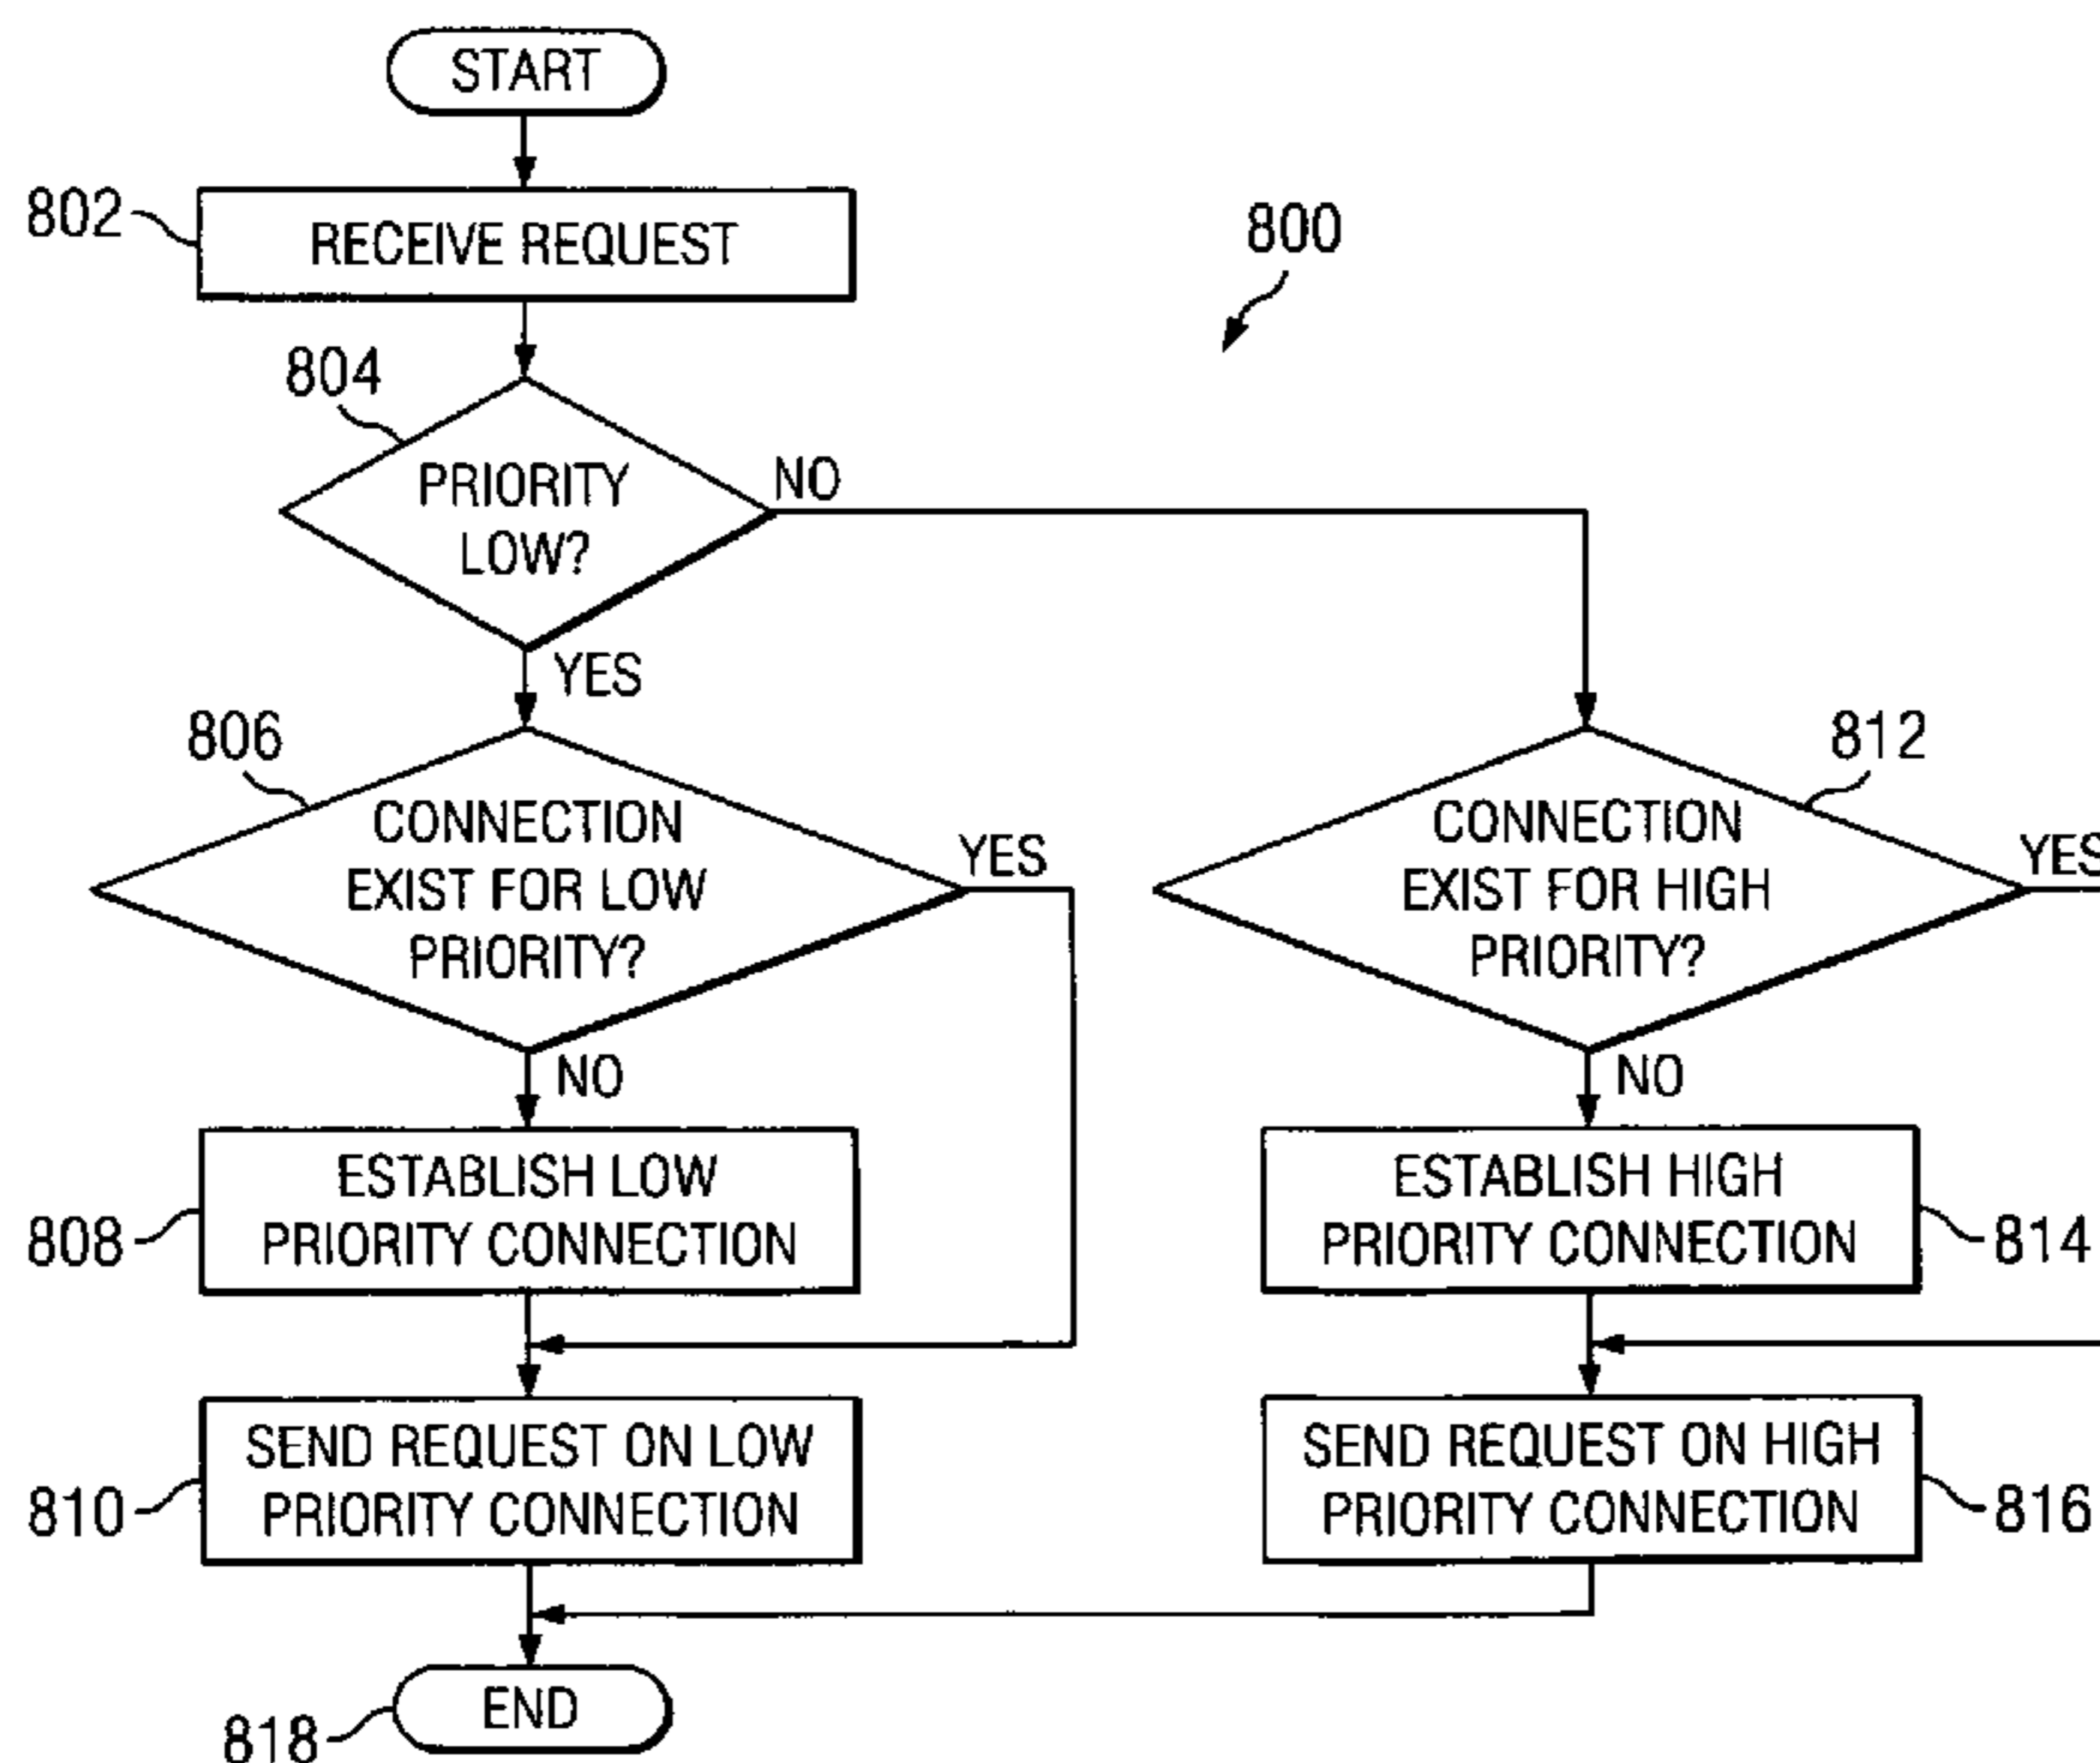 START
802
RECEIVE REQUEST
800
804
PRIORITY
LOW?
NO
YES
806
CONNECTION
EXIST FOR LOW
PRIORITY?
YES
NO
812
CONNECTION
EXIST FOR HIGH
PRIORITY?
YES
NO
808
ESTABLISH LOW
PRIORITY CONNECTION
ESTABLISH HIGH
PRIORITY CONNECTION
814
810
SEND REQUEST ON LOW
PRIORITY CONNECTION
SEND REQUEST ON HIGH
PRIORITY CONNECTION
816
818
END